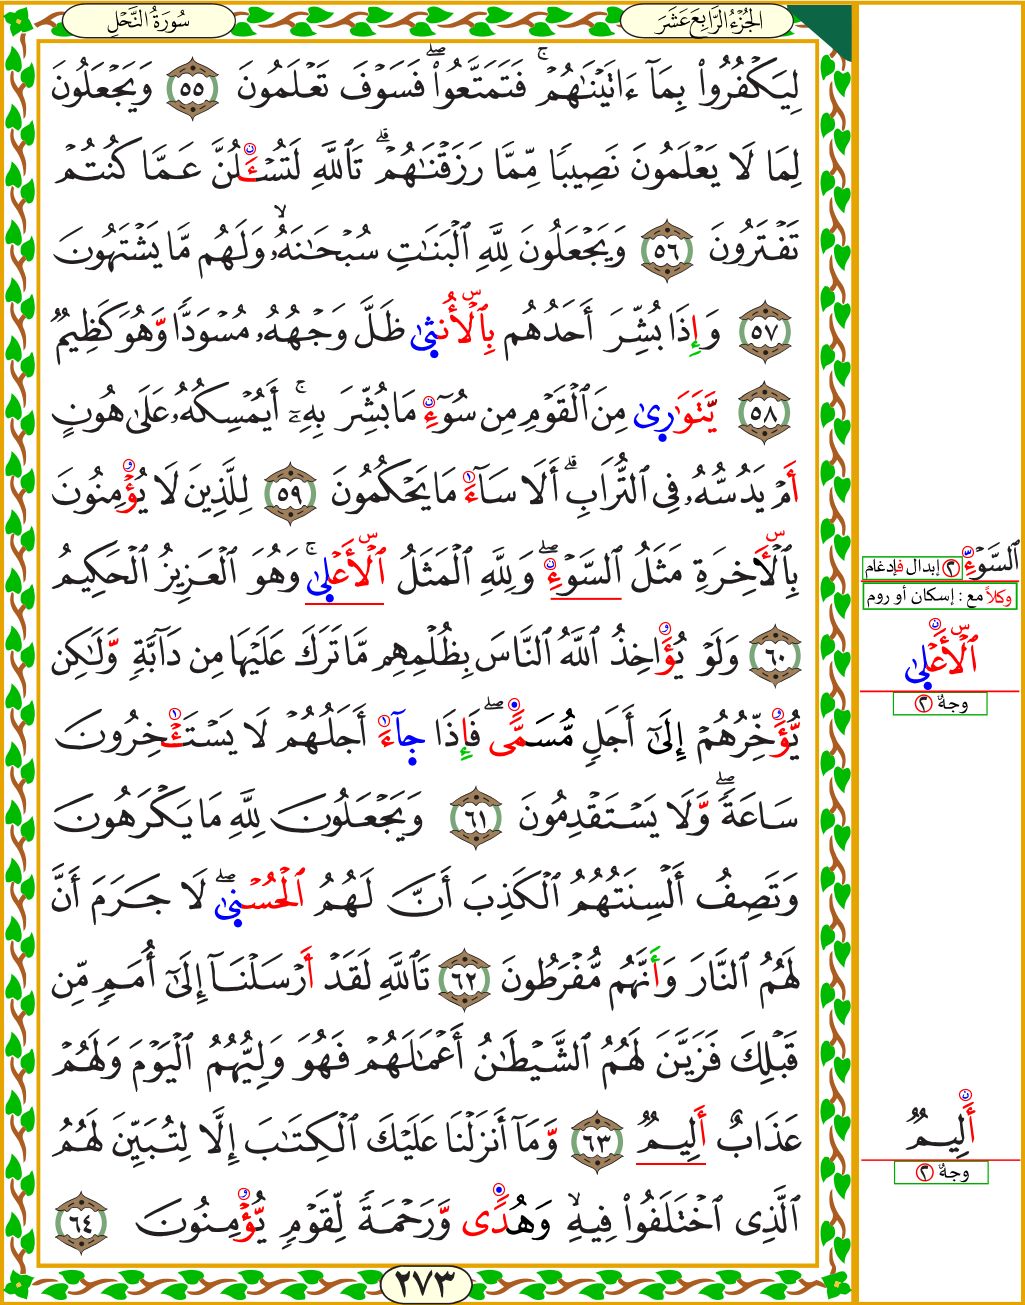 الجُزْءُ الرَّابِعَ عَشَرَ
سُورَةُ النَّحْلِ
لِيَكْفُرُواْ بِمَآ ءَاتَيْنَٰهُمْۚ فَتَمَتَّعُواْۖ فَسَوْفَ تَعْلَمُونَ ٥٥ وَيَجْعَلُونَ
لِمَا لَا يَعْلَمُونَ نَصِيبٗا مِّمَّا رَزَقْنَٰهُمْۗ تَٱللَّهِ لَتُسْـَٔلُنَّ عَمَّا كُنتُمْ
تَفْتَرُونَ ٥٦ وَيَجْعَلُونَ لِلَّهِ ٱلْبَنَٰتِ سُبْحَٰنَهُۥۙ وَلَهُم مَّا يَشْتَهُونَ
٥٧ وَإِذَا بُشِّرَ أَحَدُهُم بِٱلْأُنثَىٰ ظَلَّ وَجْهُهُۥ مُسْوَدّٗا وَهُوَ كَظِيمٞ
٥٨ يَتَوَٰرَىٰ مِنَ ٱلْقَوْمِ مِن سُوٓءِ مَا بُشِّرَ بِهِۦٓۚ أَيُمْسِكُهُۥ عَلَىٰ هُونٍ
أَمْ يَدُسُّهُۥ فِى ٱلتُّرَابِۗ أَلَا سَآءَ مَا يَحْكُمُونَ ٥٩ لِلَّذِينَ لَا يُؤْمِنُونَ
بِٱلْأَخِرَةِ مَثَلُ ٱلسَّوْءِۖ وَلِلَّهِ ٱلْمَثَلُ ٱلْأَعْلَىٰۚ وَهُوَ ٱلْعَزِيزُ ٱلْحَكِيمُ
٦٠ وَلَوْ يُؤَاخِذُ ٱللَّهُ ٱلنَّاسَ بِظُلْمِهِم مَّا تَرَكَ عَلَيْهَا مِن دَآبَّةٖ وَلَٰكِن
يُؤَخِّرُهُمْ إِلَىٰٓ أَجَلٖ مُّسَمّٗىۖ فَإِذَا جَآءَ أَجَلُهُمْ لَا يَسْتَـْٔخِرُونَ
سَاعَةٗۖ وَلَا يَسْتَقْدِمُونَ ٦١ وَيَجْعَلُونَ لِلَّهِ مَا يَكْرَهُونَ
وَتَصِفُ أَلْسِنَتُهُمُ ٱلْكَذِبَ أَنَّ لَهُمُ ٱلْحُسْنَىٰۖ لَا جَرَمَ أَنَّ
لَهُمُ ٱلنَّارَ وَأَنَّهُم مُّفْرَطُونَ ٦٢ تَٱللَّهِ لَقَدْ أَرْسَلْنَآ إِلَىٰٓ أُمَمٖ مِّن
قَبْلِكَ فَزَيَّنَ لَهُمُ ٱلشَّيْطَٰنُ أَعْمَٰلَهُمْ فَهُوَ وَلِيُّهُمُ ٱلْيَوْمَ وَلَهُمْ
عَذَابٌ أَلِيمٞ ٦٣ وَمَآ أَنزَلْنَا عَلَيْكَ ٱلْكِتَٰبَ إِلَّا لِتُبَيِّنَ لَهُمُ
ٱلَّذِى ٱخْتَلَفُواْ فِيهِۙ وَهُدٗى وَرَحْمَةٗ لِّقَوْمٖ يُؤْمِنُونَ ٦٤
٢٧٣
ٱلسَّوْءِ ٢ إبدال فإدغام
وكلاً مع : إسكان أو روم
ٱلْأَعْلَىٰ
وجهٌ ٢
أَلِيمٞ
وجهٌ ٢